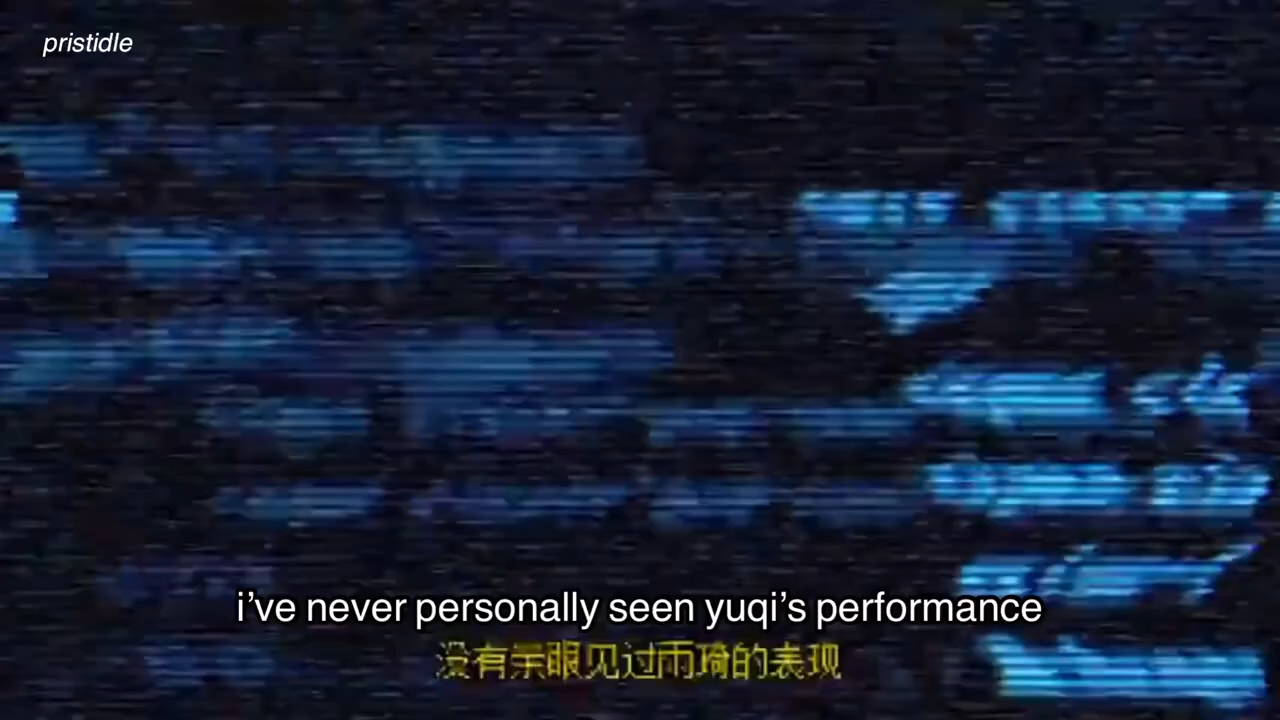 pristidle
i’ve never personally seen yuqi’s performance
没有亲眼见过雨琦的表现